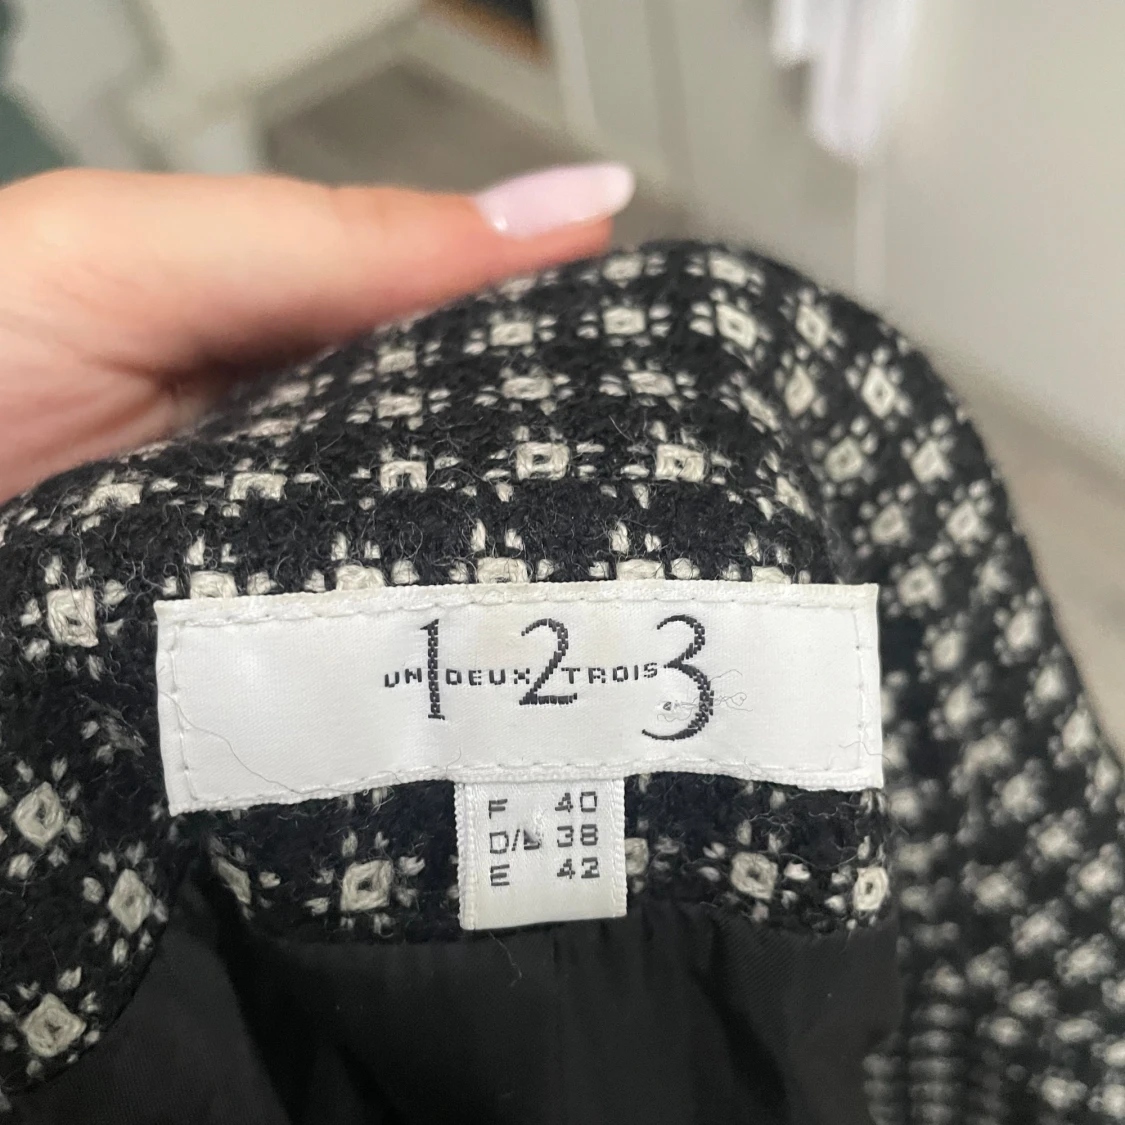 1 2 3
UN DEUX TROIS
F 40
38
E 42